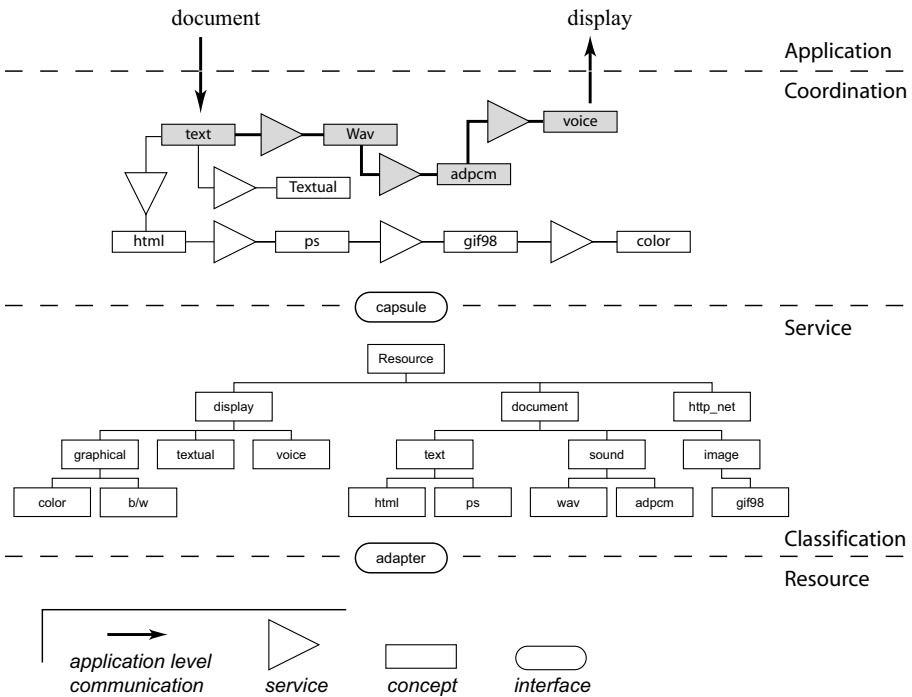 document
display
Application
Coordination
text
Wav
voice
adpcm
Textual
html
ps
gif98
color
capsule
Service
Resource
display
document
http_net
graphical
textual
voice
text
sound
image
color
b/w
html
ps
wav
adpcm
gif98
Classification
adapter
Resource
application level
communication
service
concept
interface